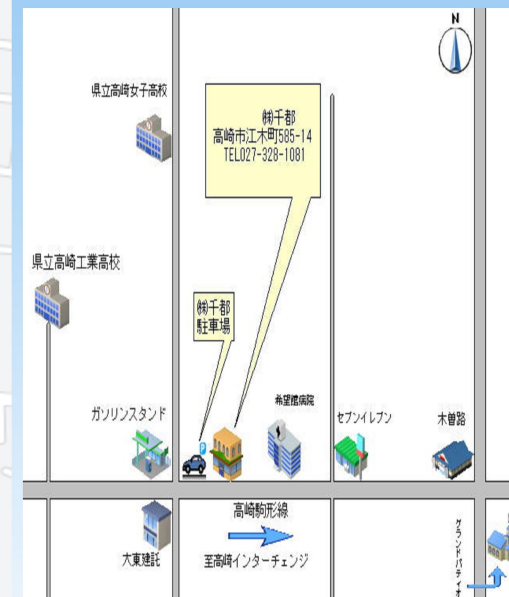 N
県立高崎女子高校
㈱千都
高崎市江木町585-14
TEL027-328-1081
県立高崎工業高校
㈱千都
駐車場
ガソリンスタンド
希望館病院
セブンイレブン
木曽路
P
高崎駒形線
大東建託
至高崎インターチェンジ
グランドパティオ